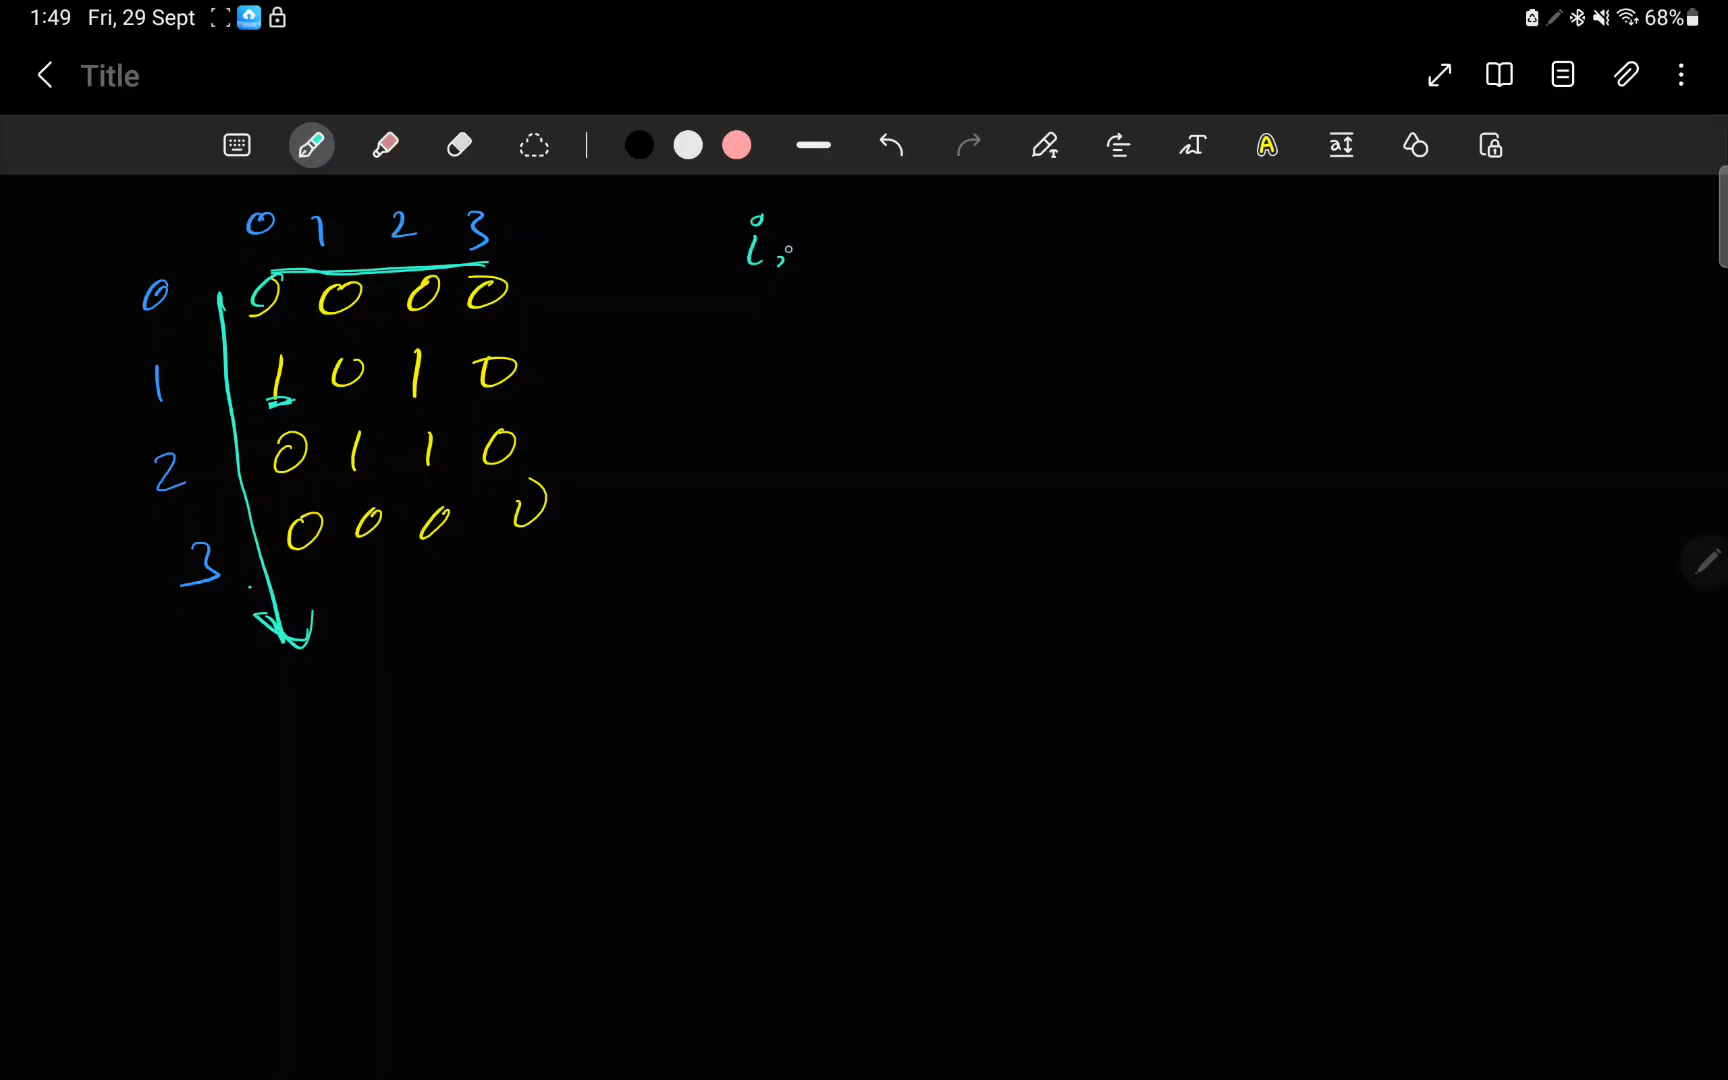 1:49 Fri, 29 Sept 68%
Title
A a T
0 1 2 3 i,
0 0 0 0 0
1 1 0 1 0
2 0 1 1 0
3 0 0 0 0